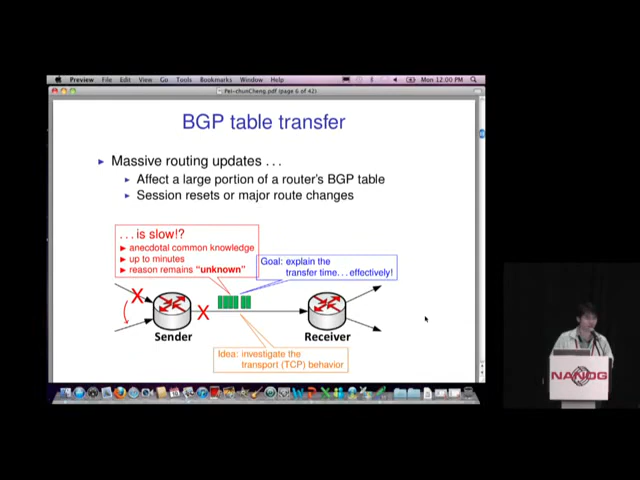 Preview File Edit View Go Tools Bookmarks Window Help Mon 12:00 PM
Pei-chunCheng.pdf (page 6 of 42)
BGP table transfer
Massive routing updates . . .
Affect a large portion of a router's BGP table
Session resets or major route changes
. . . is slow!?
anecdotal common knowledge
up to minutes
reason remains "unknown"
Goal: explain the
transfer time. . . effectively!
Sender
Receiver
Idea: investigate the
transport (TCP) behavior
NANOG